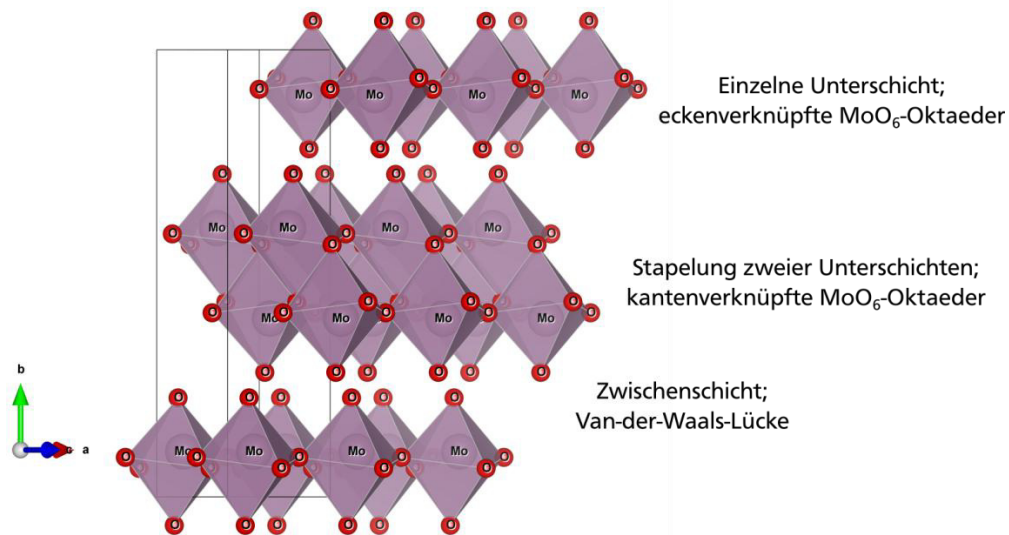 Einzelne Unterschicht;
eckenverknüpfte MoO₆-Oktaeder
Stapelung zweier Unterschichten;
kantenverknüpfte MoO₆-Oktaeder
Zwischenschicht;
Van-der-Waals-Lücke
b
c a
O O O O O
O O
O O O O O O
Mo Mo Mo Mo
O O O O O O
O O O O O O
Mo Mo Mo Mo
O O O O O O
O O O O O O
Mo Mo Mo Mo
O O O O O O
O O O O O O
Mo Mo Mo Mo
O O O O O O
O O O O O O